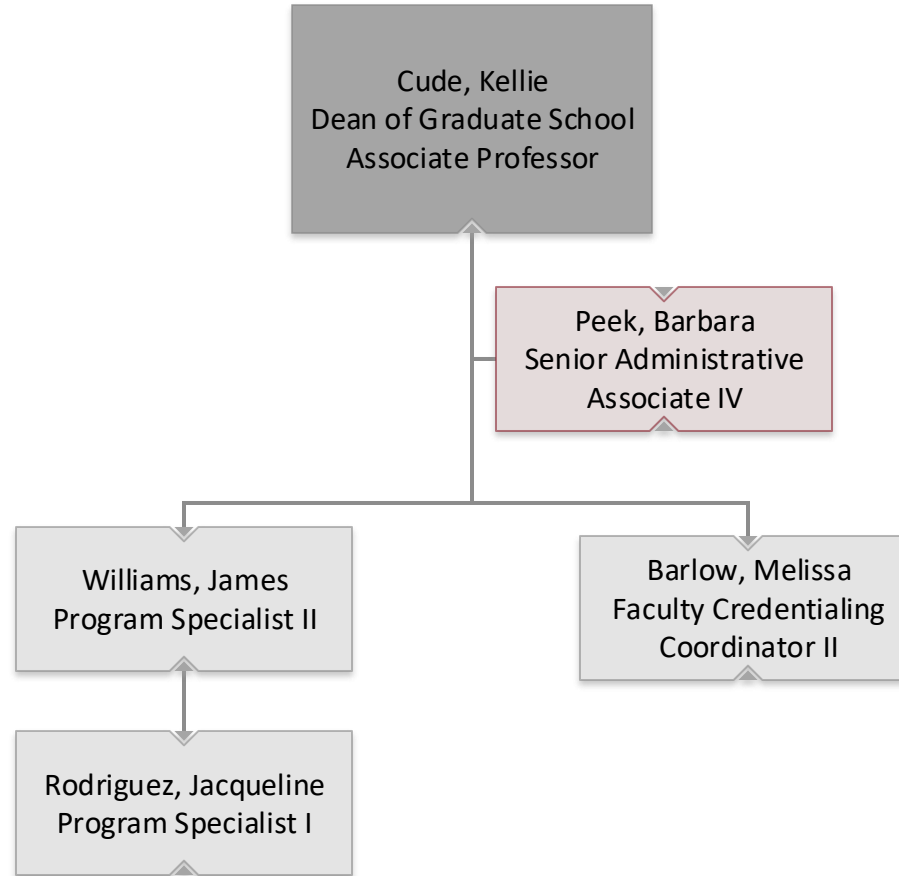 Cude, Kellie
Dean of Graduate School
Associate Professor
Peek, Barbara
Senior Administrative
Associate IV
Williams, James
Program Specialist II
Barlow, Melissa
Faculty Credentialing
Coordinator II
Rodriguez, Jacqueline
Program Specialist I